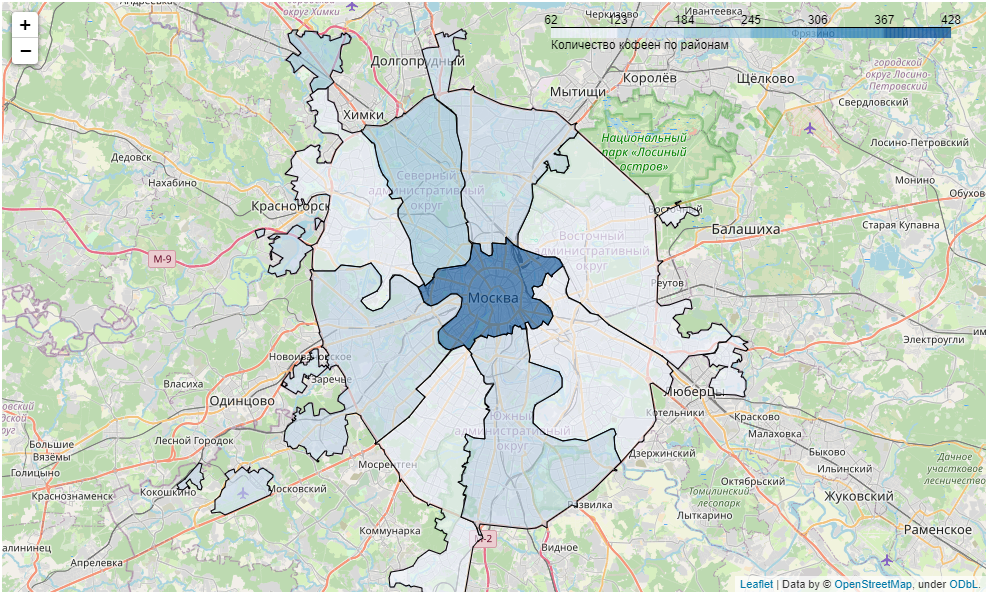 +
−
городской
округ Химки
Черкизово
Ивантеевка
62
123
184
245
306
367
428
Фрязино
Количество кофеен по районам
Долгопрудный
Королёв
Щёлково
городской
округ Лосино-
Петровский
Мытищи
Свердловский
Химки
Национальный
парк «Лосиный
остров»
Лосино-Петровский
Дедовск
Нахабино
Северный
административный
округ
Монино
Обухов
Красногорск
Восточный
Балашиха
Старая Купавна
Восточный
административный
округ
М-9
Реутов
Москва
Электроугли
им
Новоивановское
Заречье
Власиха
Одинцово
Люберцы
Котельники
Красково
Малаховка
Южный
административный
округ
Лесной Городок
Большие
Вязёмы
Голицыно
Мосрентген
Дзержинский
Быково
Ильинский
Дачное
участковое
лесничество
Краснознаменск
Кокошкино
Московский
Октябрьский
Томилинский
лесопарк
Жуковский
Развилка
Лыткарино
Коммунарка
Видное
Раменское
Апрелевка
Leaflet | Data by © OpenStreetMap, under ODbL.